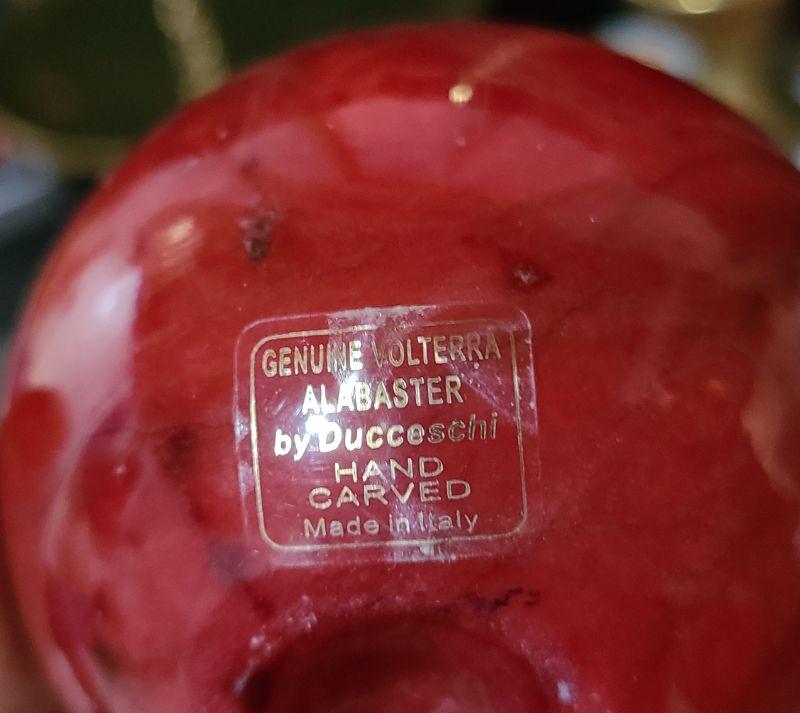 GENUINE VOLTERRA
ALABASTER
by Ducceschi
HAND
CARVED
Made in Italy